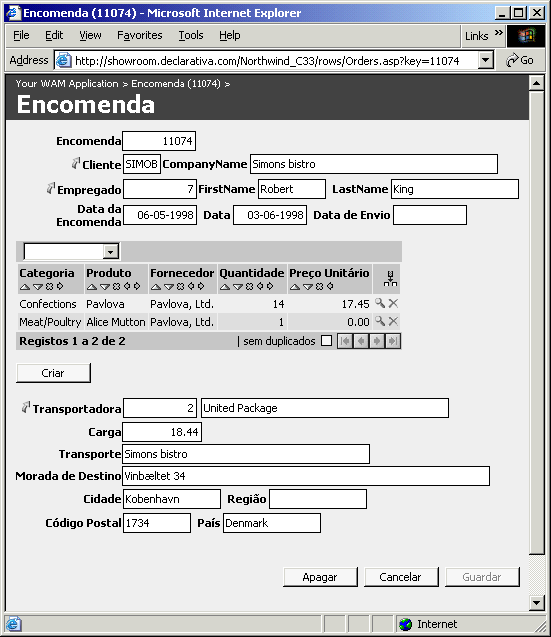 Encomenda (11074) - Microsoft Internet Explorer
File Edit View Favorites Tools Help Links »
Address http://showroom.declarativa.com/Northwind_C33/rows/Orders.asp?key=11074 Go
Your WAM Application > Encomenda (11074) >
Encomenda
Encomenda 11074
Cliente SIMOB CompanyName Simons bistro
Empregado 7 FirstName Robert LastName King
Data da Encomenda 06-05-1998 Data 03-06-1998 Data de Envio
Categoria Produto Fornecedor Quantidade Preço Unitário
Confections Pavlova Pavlova, Ltd. 14 17.45
Meat/Poultry Alice Mutton Pavlova, Ltd. 1 0.00
Registos 1 a 2 de 2 | sem duplicados
Criar
Transportadora 2 United Package
Carga 18.44
Transporte Simons bistro
Morada de Destino Vinbæltet 34
Cidade Kobenhavn Região
Código Postal 1734 País Denmark
Apagar Cancelar Guardar
Internet